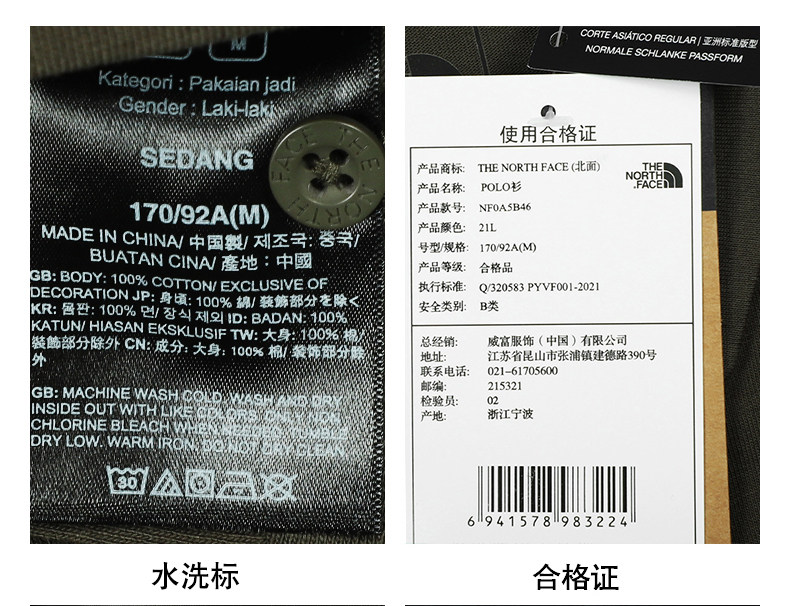 M
Kategori : Pakaian jadi
Gender : Laki-laki
SEDANG
THE NORTH FACE
170/92A(M)
MADE IN CHINA/ 中国製/ 제조국: 중국/
BUATAN CINA/ 產地：中國
GB: BODY: 100% COTTON/ EXCLUSIVE OF
DECORATION JP: 身頃: 100% 綿/ 装飾部分を除く
KR: 몸판: 100% 면/ 장식 제외 ID: BADAN: 100%
KATUN/ HIASAN EKSKLUSIF TW: 大身: 100% 棉/
裝飾部分除外 CN: 成分: 大身: 100% 棉/ 装饰部分除
外
GB: MACHINE WASH COLD, WASH AND DRY
INSIDE OUT WITH LIKE COLORS, ONLY NON
CHLORINE BLEACH WHEN NEEDED, TUMBLE
DRY LOW. WARM IRON. DO NOT DRY CLEAN.
30
水洗标
CORTE ASIÁTICO REGULAR | 亚洲标准版型
NORMALE SCHLANKE PASSFORM
使用合格证
产品商标: THE NORTH FACE (北面)
产品名称: POLO衫
产品款号: NF0A5B46
产品颜色: 21L
号型/规格: 170/92A(M)
产品等级: 合格品
执行标准: Q/320583 PYVF001-2021
安全类别: B类
THE
NORTH
FACE
总经销: 威富服饰（中国）有限公司
地址: 江苏省昆山市张浦镇建德路390号
联系电话: 021-61705600
邮编: 215321
检验员: 02
产地: 浙江宁波
6 941578 983224
合格证